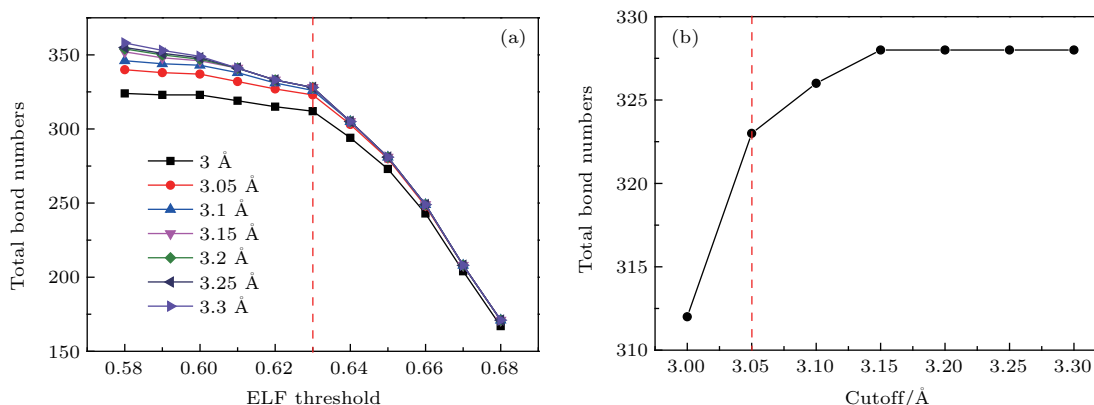 (a)
Total bond numbers
350
300
250
200
150
3 Å
3.05 Å
3.1 Å
3.15 Å
3.2 Å
3.25 Å
3.3 Å
0.58 0.60 0.62 0.64 0.66 0.68
ELF threshold
(b)
Total bond numbers
330
325
320
315
310
3.00 3.05 3.10 3.15 3.20 3.25 3.30
Cutoff/Å